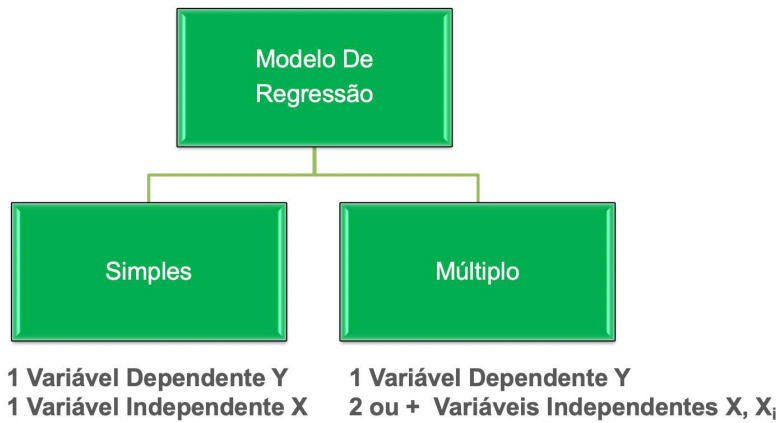 Modelo De
Regressão
Simples
Múltiplo
1 Variável Dependente Y
1 Variável Independente X
1 Variável Dependente Y
2 ou + Variáveis Independentes X, Xᵢ